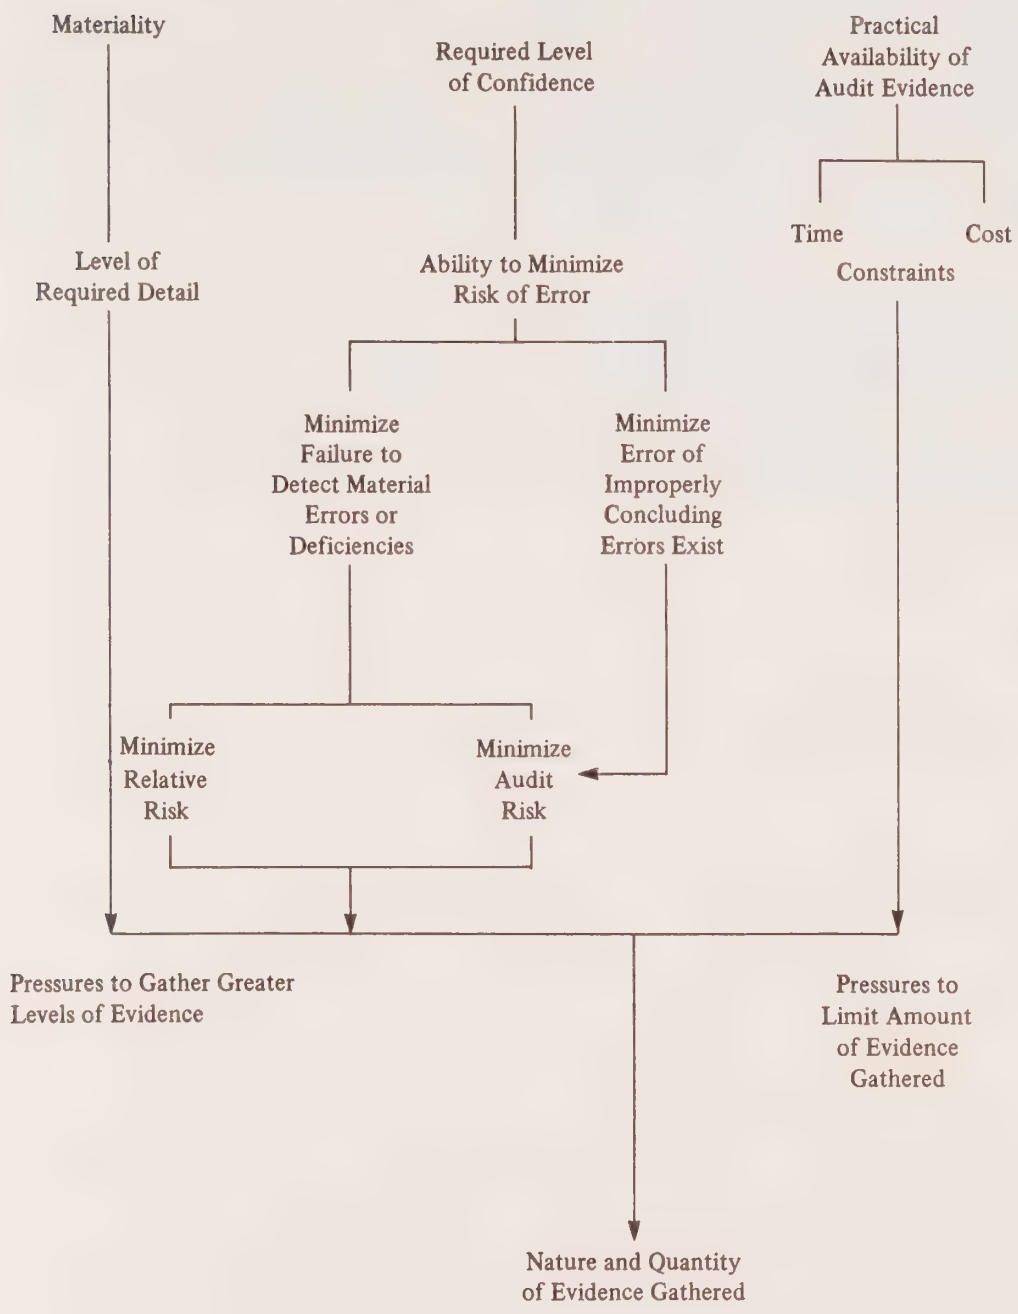 Materiality
Required Level
of Confidence
Practical
Availability of
Audit Evidence
Time
Cost
Constraints
Level of
Required Detail
Ability to Minimize
Risk of Error
Minimize
Failure to
Detect Material
Errors or
Deficiencies
Minimize
Error of
Improperly
Concluding
Errors Exist
Minimize
Relative
Risk
Minimize
Audit
Risk
Pressures to Gather Greater
Levels of Evidence
Pressures to
Limit Amount
of Evidence
Gathered
Nature and Quantity
of Evidence Gathered